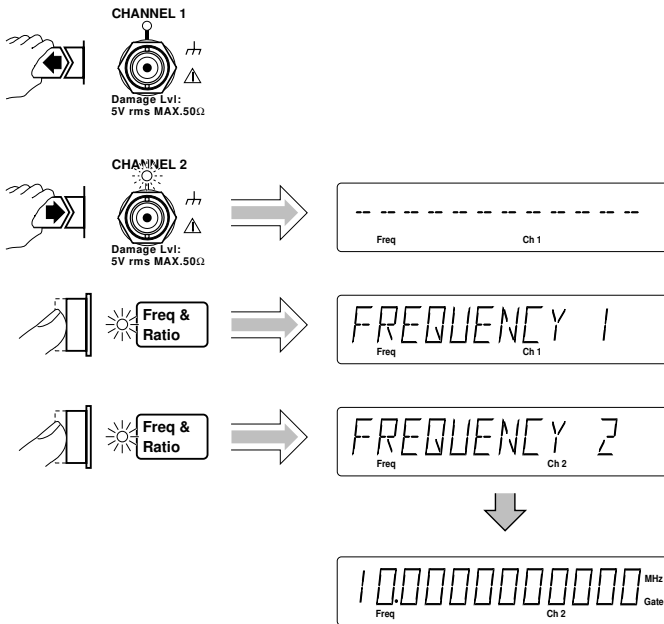 CHANNEL 1
Damage Lvl:
5V rms MAX.50Ω
CHANNEL 2
Damage Lvl:
5V rms MAX.50Ω
-- -- -- -- -- -- -- -- -- -- -- --
Freq Ch 1
Freq &
Ratio
FREQUENCY 1
Freq Ch 1
Freq &
Ratio
FREQUENCY 2
Freq Ch 2
10.0000000000 MHz
Freq Ch 2 Gate